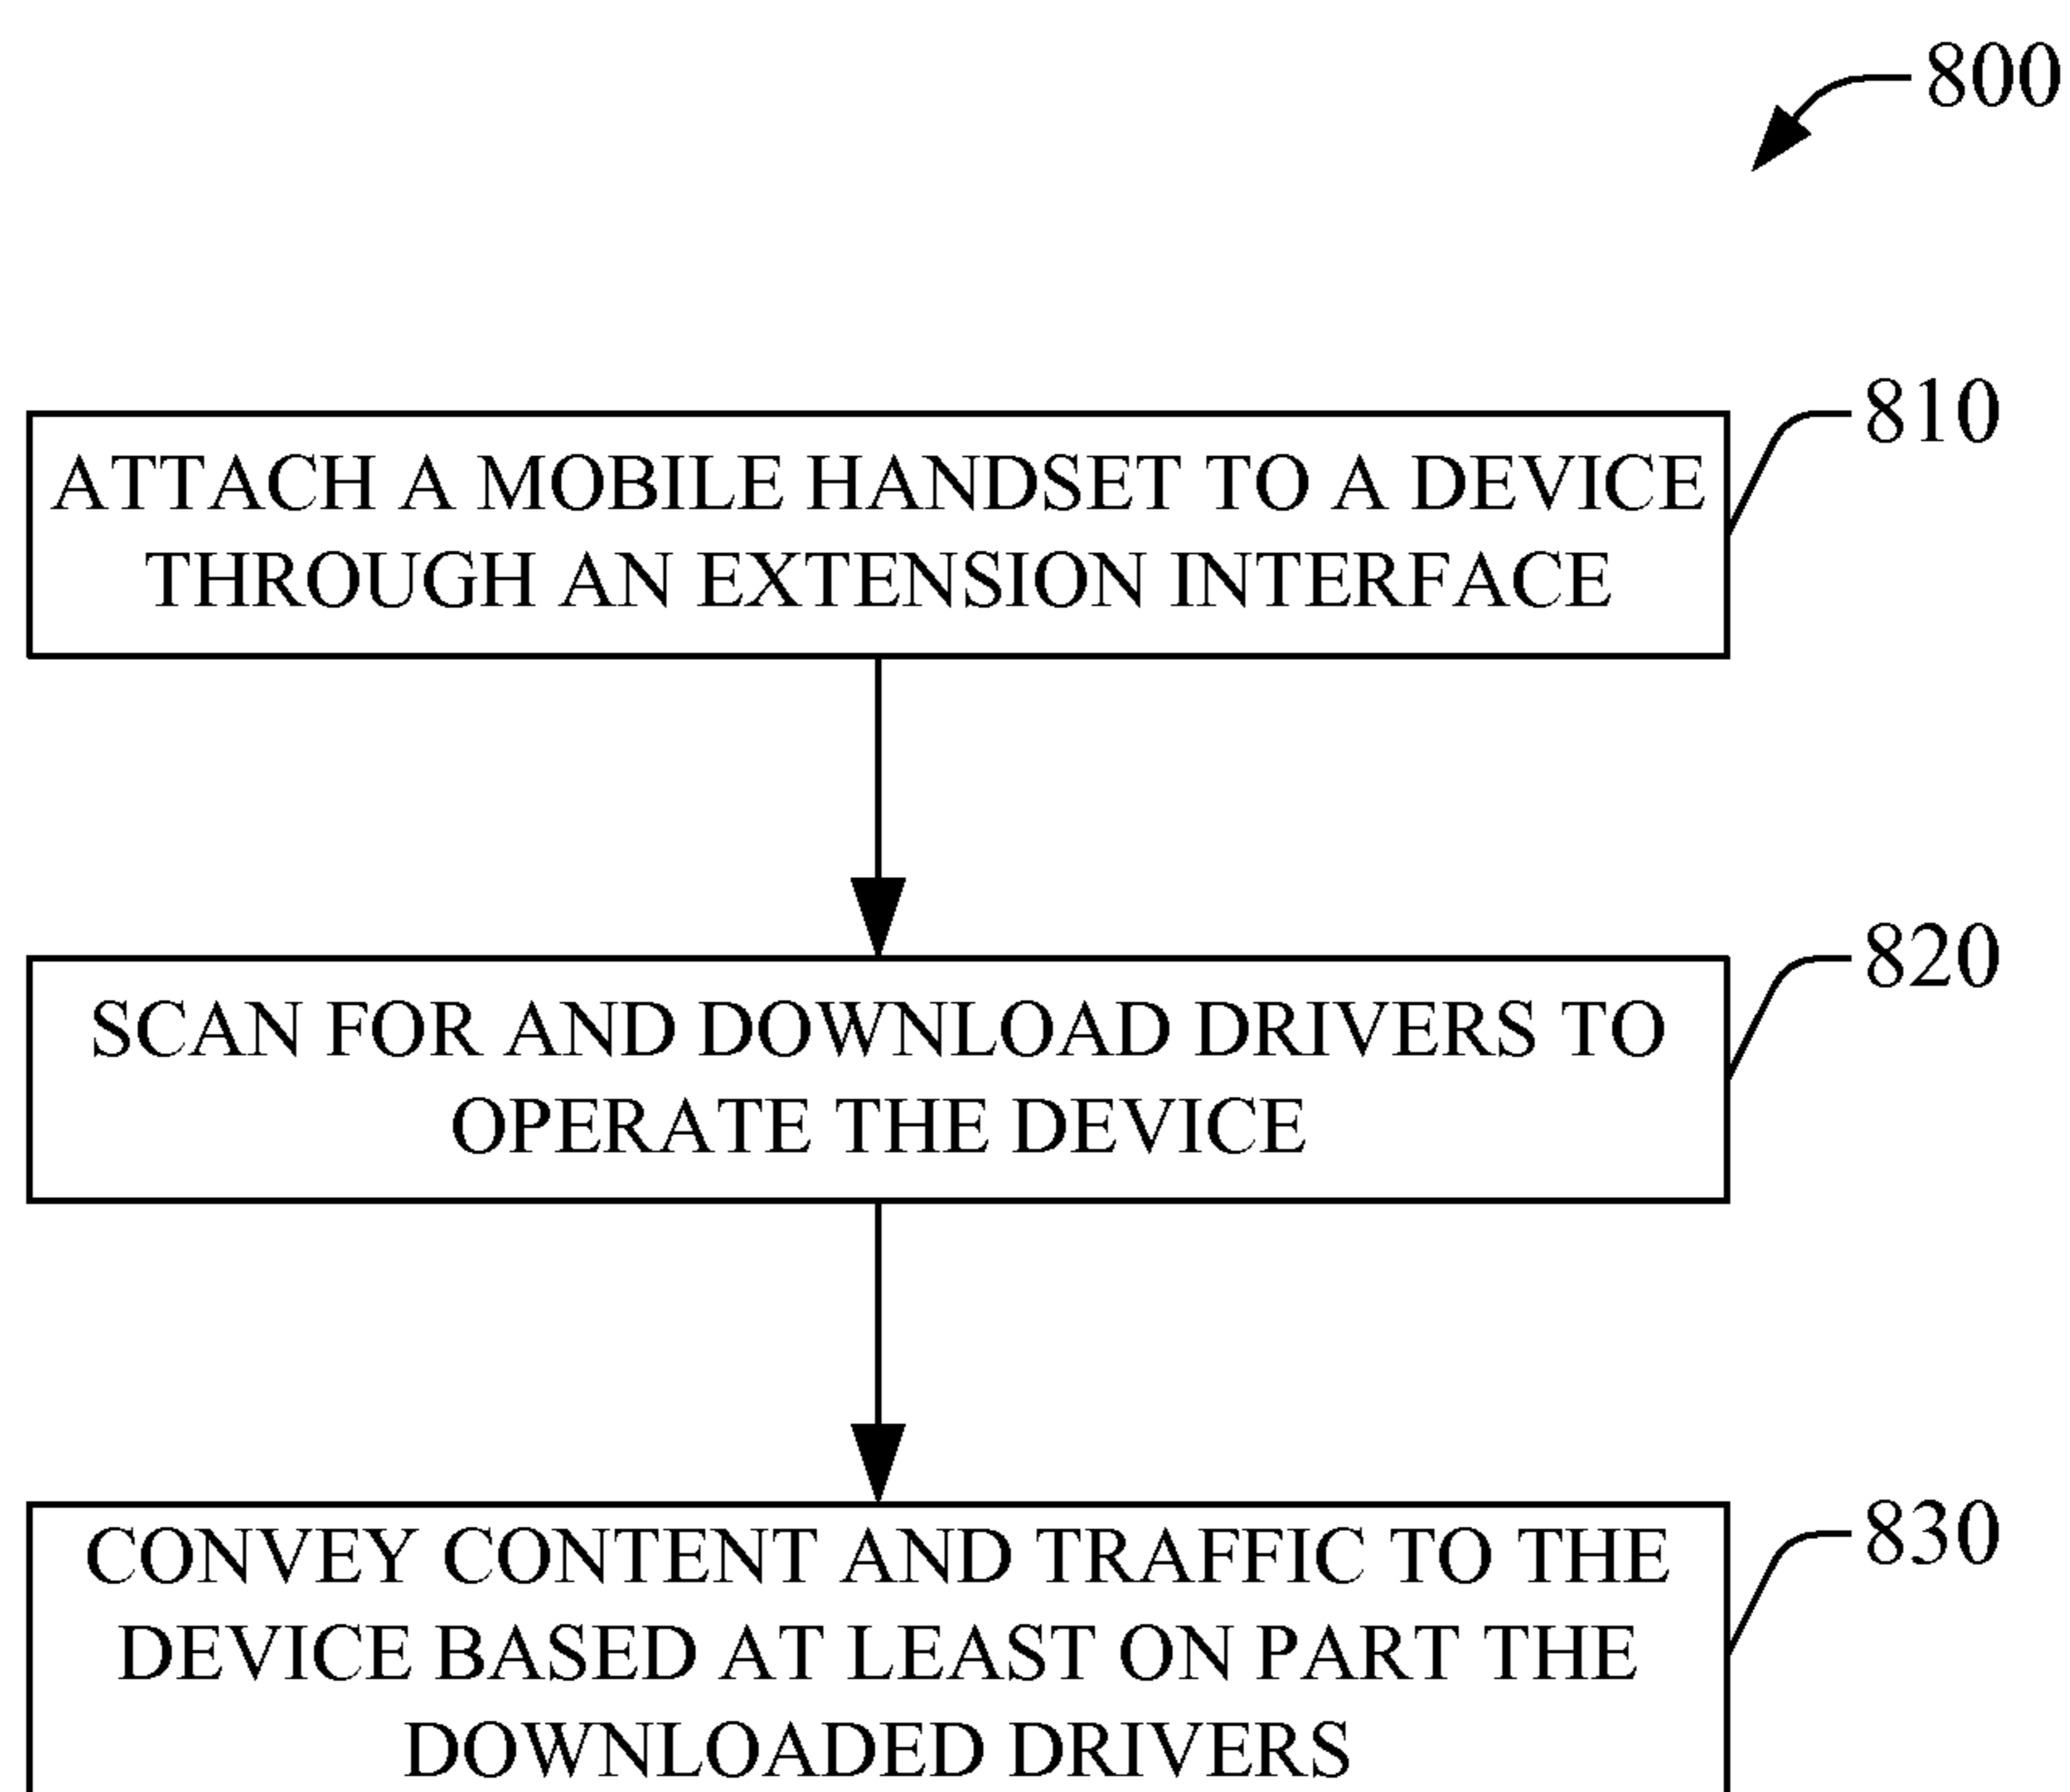 800
810
ATTACH A MOBILE HANDSET TO A DEVICE
THROUGH AN EXTENSION INTERFACE
820
SCAN FOR AND DOWNLOAD DRIVERS TO
OPERATE THE DEVICE
830
CONVEY CONTENT AND TRAFFIC TO THE
DEVICE BASED AT LEAST ON PART THE
DOWNLOADED DRIVERS